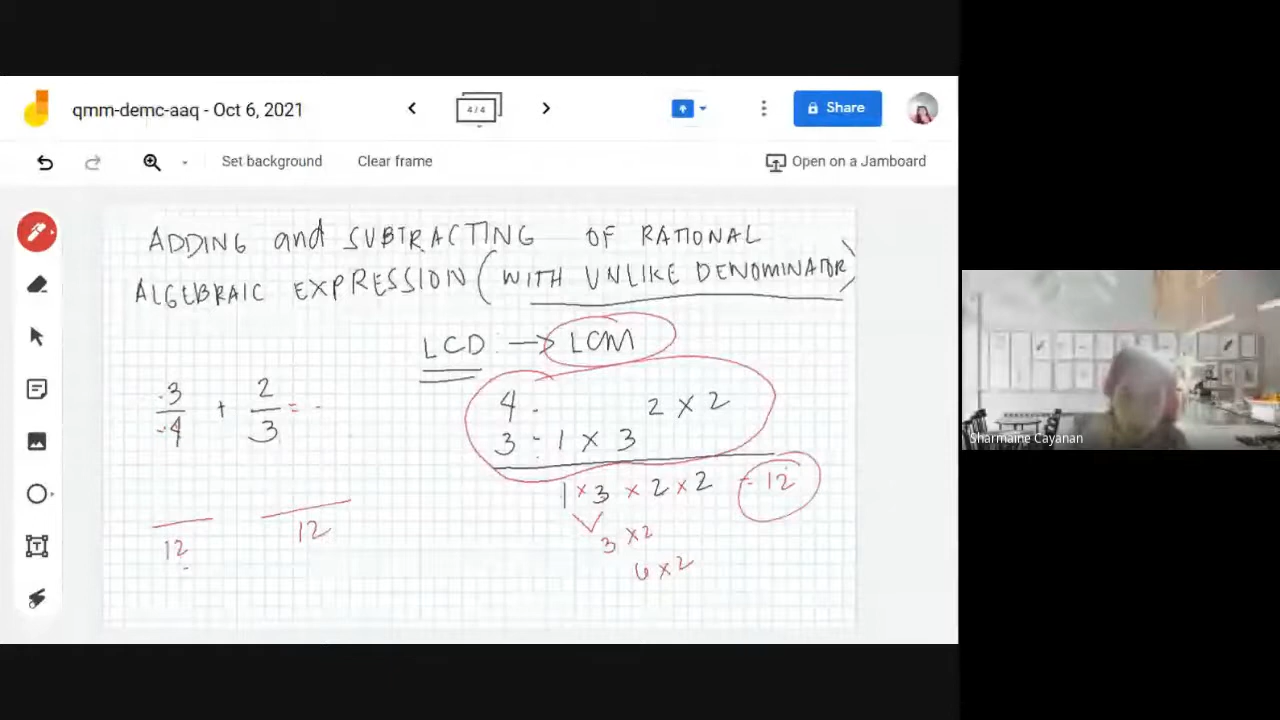 qmm-demc-aaq - Oct 6, 2021
4/4
Share
Set background
Clear frame
Open on a Jamboard
ADDING and SUBTRACTING OF RATIONAL
ALGEBRAIC EXPRESSION (WITH UNLIKE DENOMINATOR)
LCD : → LCM
3/4 + 2/3 =
4 . 2 × 2
3 : 1 × 3
1 × 3 × 2 × 2 = 12
3 × 2
6 × 2
12 12
Sharmaine Cayanan